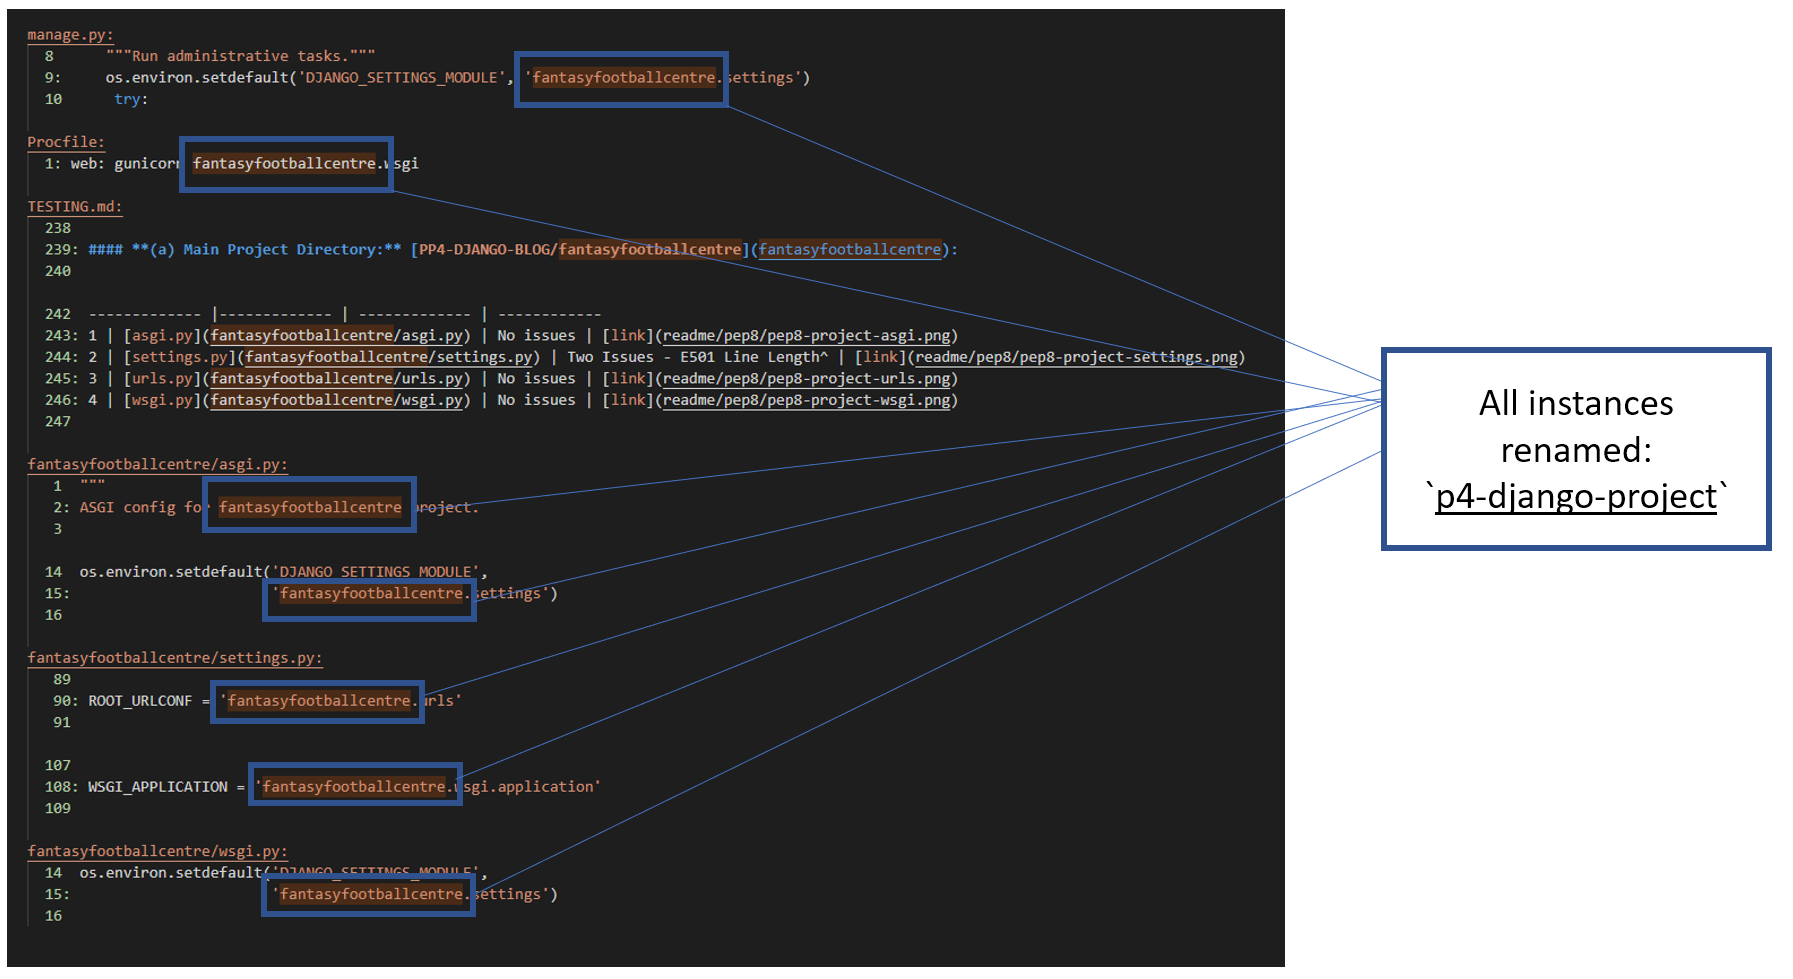 manage.py:
8 """Run administrative tasks."""
9: os.environ.setdefault('DJANGO_SETTINGS_MODULE', 'fantasyfootballcentre.settings')
10 try:
Procfile:
1: web: gunicorn fantasyfootballcentre.wsgi
TESTING.md:
238
239: #### **(a) Main Project Directory:** [PP4-DJANGO-BLOG/fantasyfootballcentre](fantasyfootballcentre):
240
242 ------------- |------------- | ------------- | ------------
243: 1 | [asgi.py](fantasyfootballcentre/asgi.py) | No issues | [link](readme/pep8/pep8-project-asgi.png)
244: 2 | [settings.py](fantasyfootballcentre/settings.py) | Two Issues - E501 Line Length^ | [link](readme/pep8/pep8-project-settings.png)
245: 3 | [urls.py](fantasyfootballcentre/urls.py) | No issues | [link](readme/pep8/pep8-project-urls.png)
246: 4 | [wsgi.py](fantasyfootballcentre/wsgi.py) | No issues | [link](readme/pep8/pep8-project-wsgi.png)
247
fantasyfootballcentre/asgi.py:
1 """
2: ASGI config for fantasyfootballcentre project.
3
14 os.environ.setdefault('DJANGO_SETTINGS_MODULE',
15: 'fantasyfootballcentre.settings')
16
fantasyfootballcentre/settings.py:
89
90: ROOT_URLCONF = 'fantasyfootballcentre.urls'
91
107
108: WSGI_APPLICATION = 'fantasyfootballcentre.wsgi.application'
109
fantasyfootballcentre/wsgi.py:
14 os.environ.setdefault('DJANGO_SETTINGS_MODULE',
15: 'fantasyfootballcentre.settings')
16
All instances
renamed:
`p4-django-project`